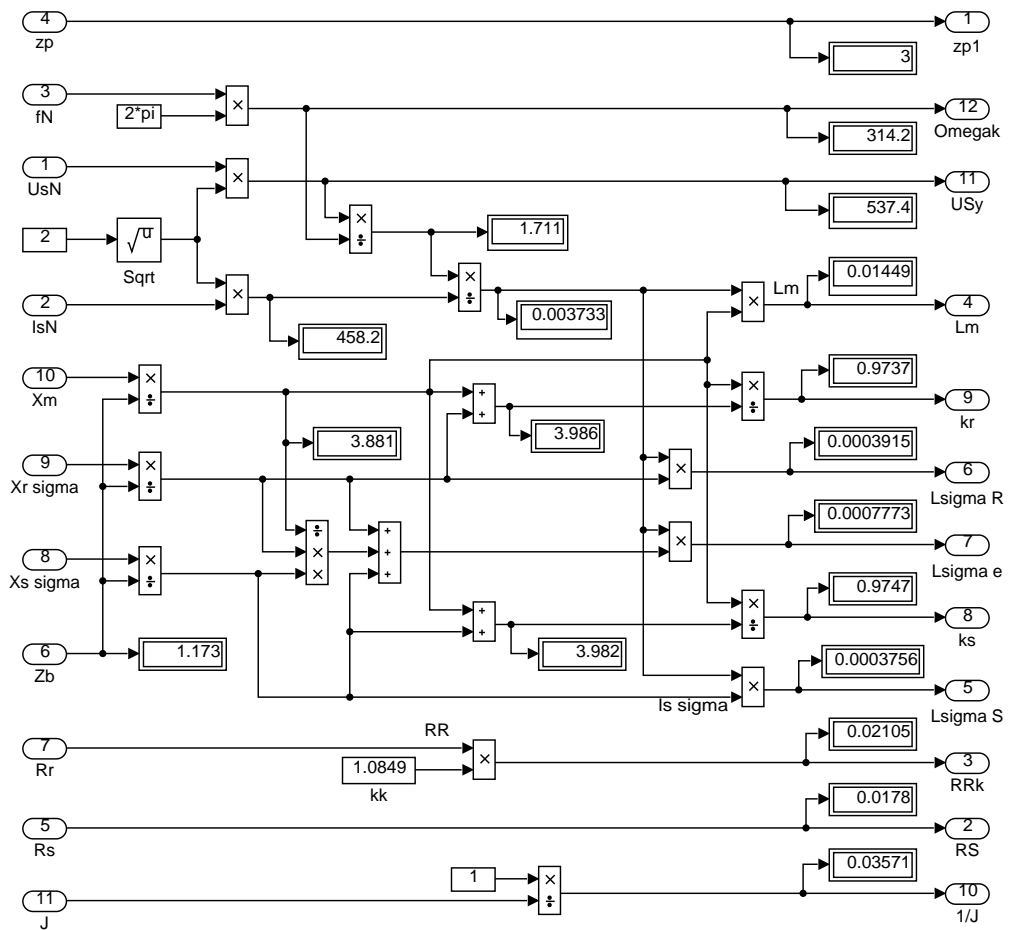 4
zp
1
zp1
3
3
fN
2*pi
×
12
Omegak
314.2
1
UsN
×
11
USy
537.4
2
√u
Sqrt
×
÷
1.711
2
IsN
×
458.2
×
÷
0.003733
Lm
×
0.01449
4
Lm
10
Xm
×
÷
3.881
+
+
3.986
×
÷
0.9737
9
kr
9
Xr sigma
×
÷
×
0.0003915
6
Lsigma R
8
Xs sigma
×
÷
÷
×
×
+
+
+
×
0.0007773
7
Lsigma e
+
+
3.982
×
÷
0.9747
8
ks
6
Zb
1.173
ls sigma
×
0.0003756
5
Lsigma S
7
Rr
RR
1.0849
kk
×
0.02105
3
RRk
5
Rs
0.0178
2
RS
11
J
1
×
÷
0.03571
10
1/J